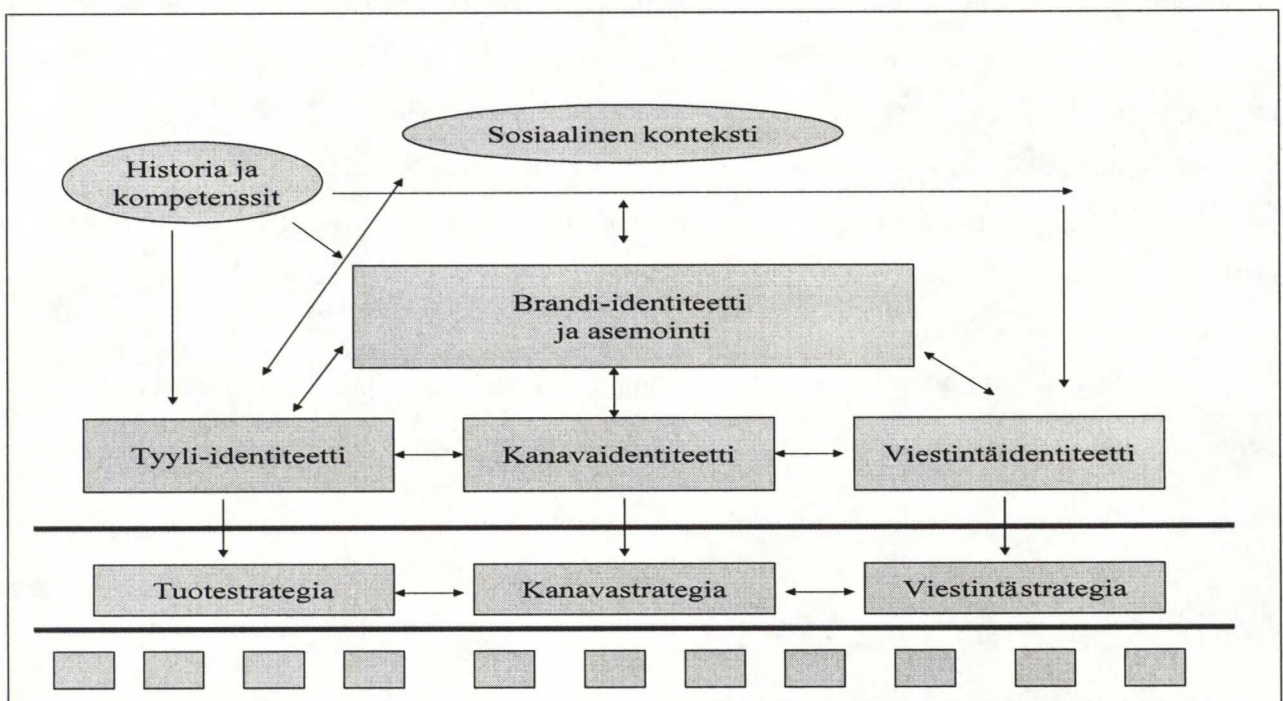 Sosiaalinen konteksti
Historia ja
kompetenssit
Brandi-identiteetti
ja asemointi
Tyyli-identiteetti
Kanavaidentiteetti
Viestintäidentiteetti
Tuotestrategia
Kanavastrategia
Viestintästrategia